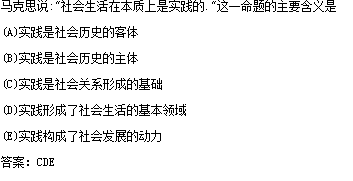 马克思说:“社会生活在本质上是实践的.“这一命题的主要含义是
(A)实践是社会历史的客体
(B)实践是社会历史的主体
(C)实践是社会关系形成的基础
(D)实践形成了社会生活的基本领域
(E)实践构成了社会发展的动力
答案: CDE